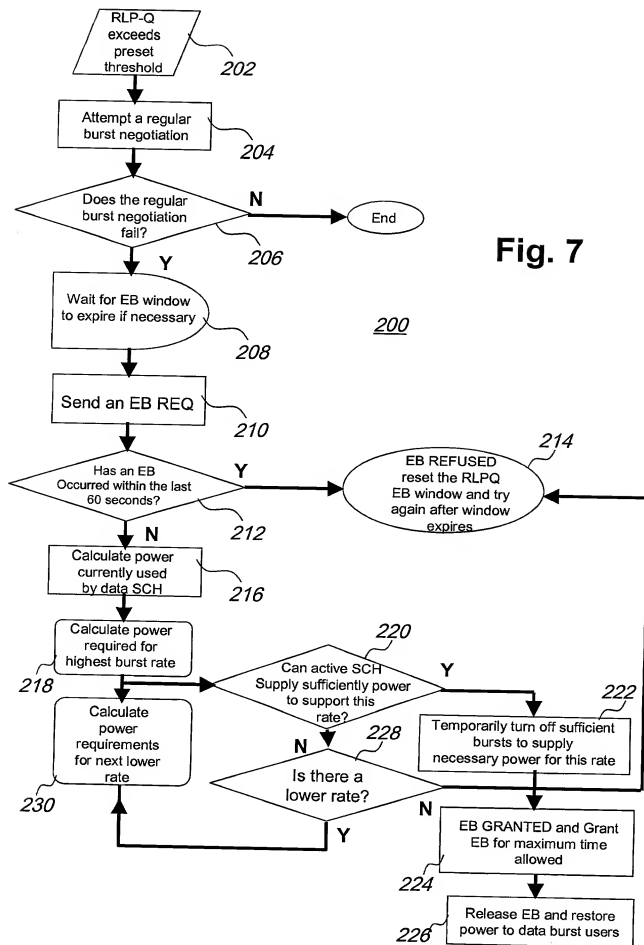 RLP-Q
exceeds
preset
threshold
202
Attempt a regular
burst negotiation
204
Does the regular
burst negotiation
fail?
N
206
End
Y
Fig. 7
Wait for EB window
to expire if necessary
208
200
Send an EB REQ
210
Has an EB
Occurred within the last
60 seconds?
Y
212
N
214
EB REFUSED
reset the RLPQ
EB window and try
again after window
expires
Calculate power
currently used
by data SCH
216
Calculate power
required for
highest burst rate
218
220
Can active SCH
Supply sufficiently power
to support this
rate?
Y
N
222
Temporarily turn off sufficient
bursts to supply
necessary power for this rate
Calculate
power
requirements
for next lower
rate
230
228
Is there a
lower rate?
N
Y
EB GRANTED and Grant
EB for maximum time
allowed
224
Release EB and restore
power to data burst users
226